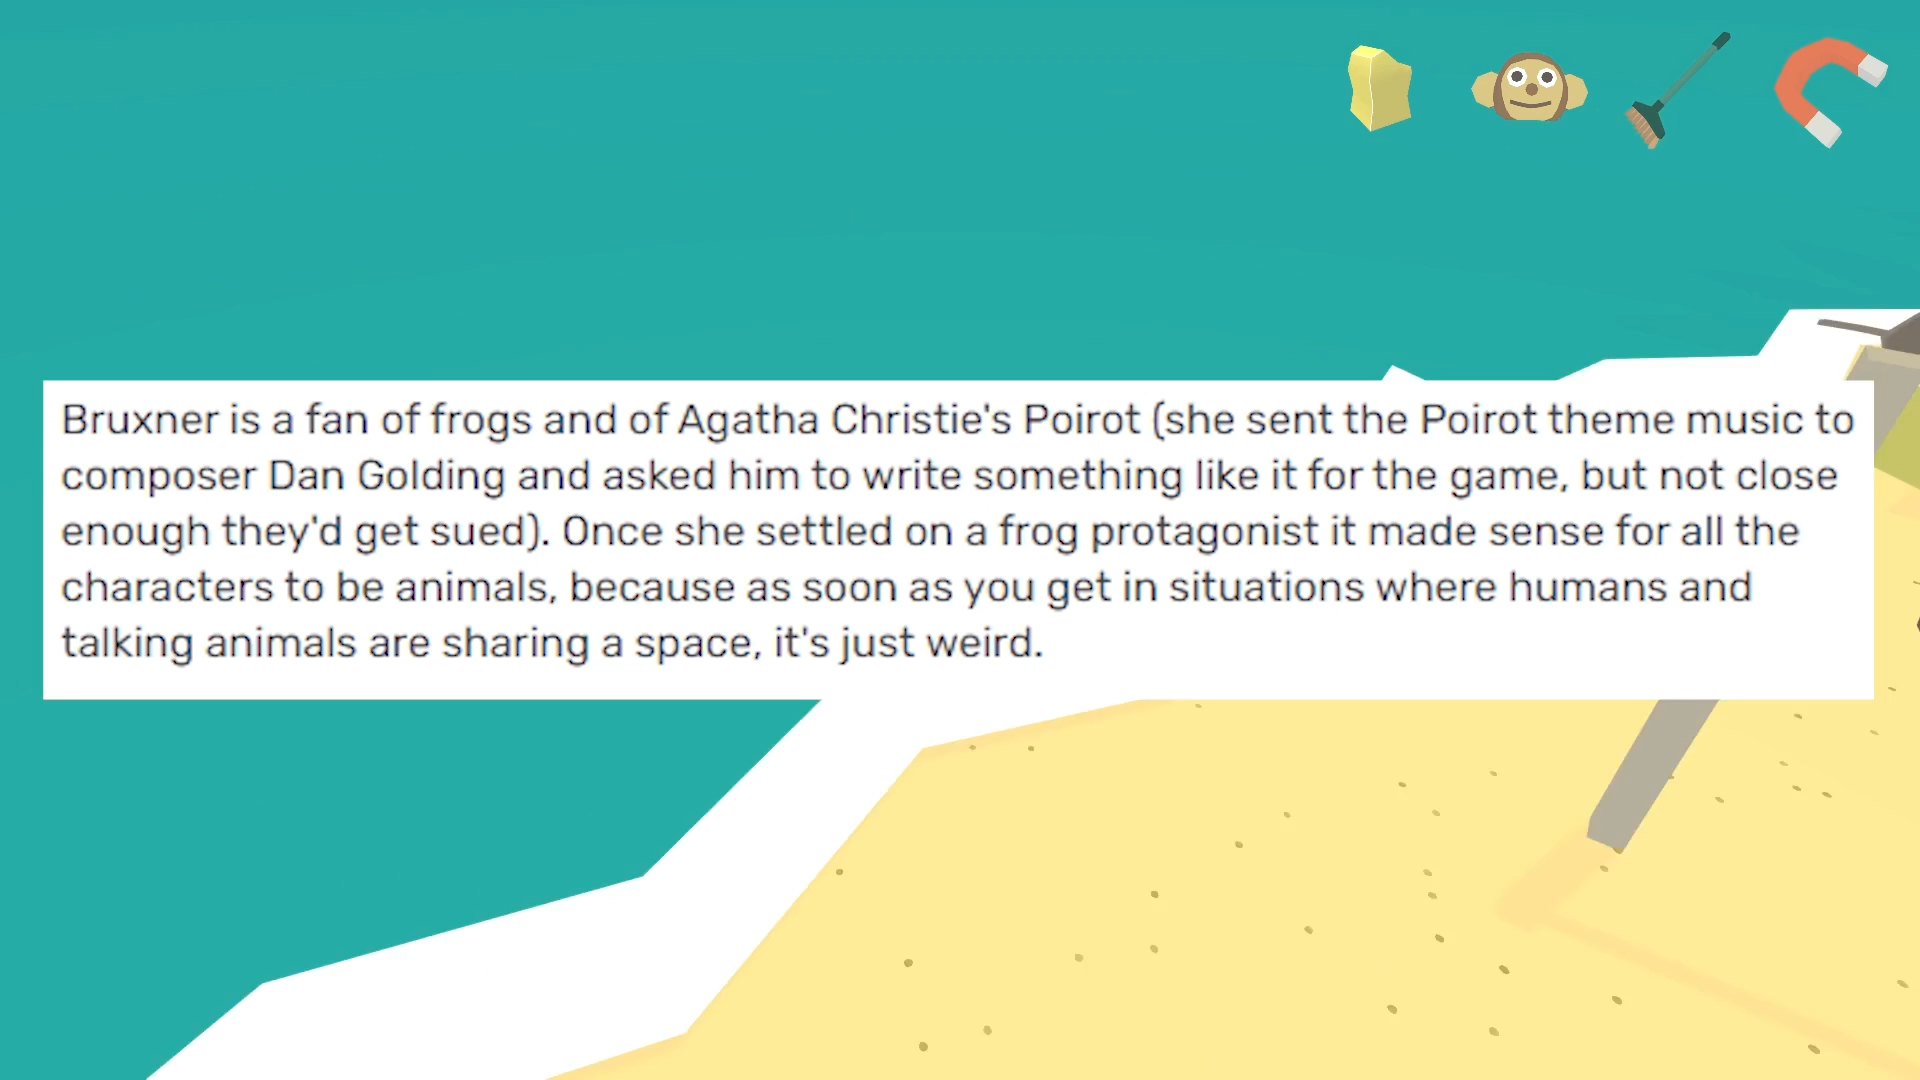 Bruxner is a fan of frogs and of Agatha Christie's Poirot (she sent the Poirot theme music to
composer Dan Golding and asked him to write something like it for the game, but not close
enough they'd get sued). Once she settled on a frog protagonist it made sense for all the
characters to be animals, because as soon as you get in situations where humans and
talking animals are sharing a space, it's just weird.